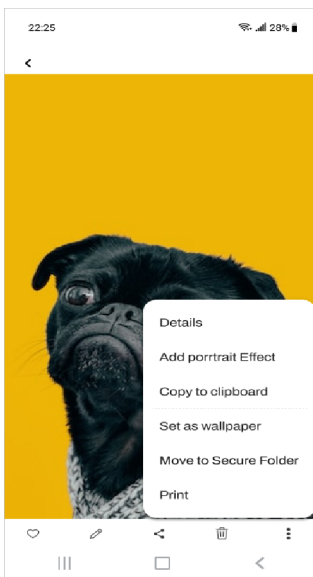 22:25
28%
Details
Add porrtrait Effect
Copy to clipboard
Set as wallpaper
Move to Secure Folder
Print